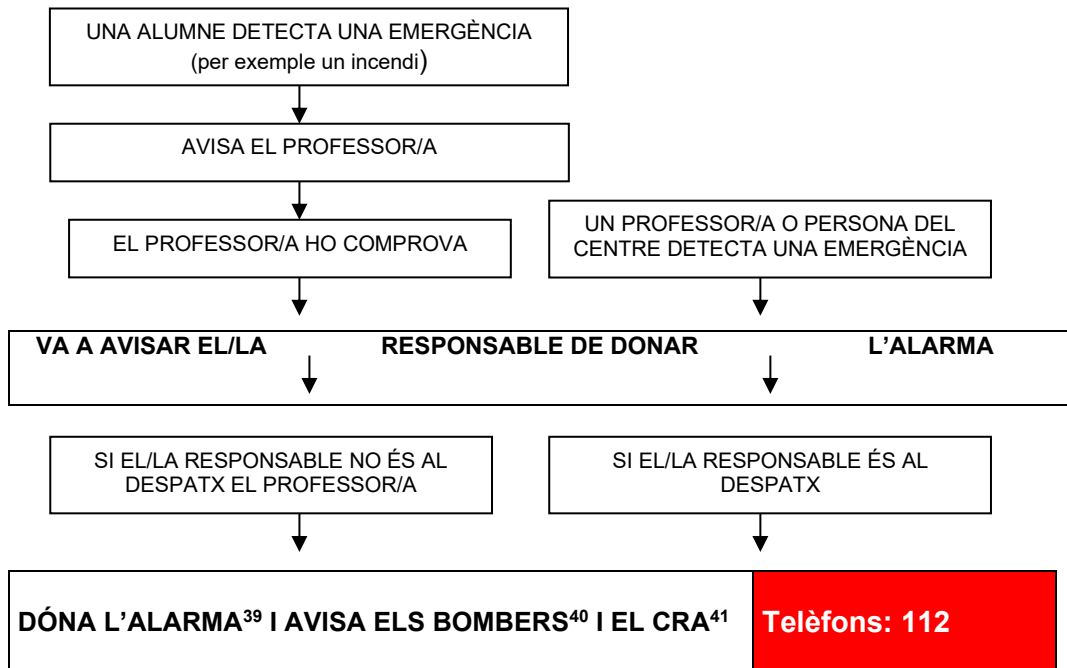 UNA ALUMNE DETECTA UNA EMERGÈNCIA
(per exemple un incendi)
AVISA EL PROFESSOR/A
EL PROFESSOR/A HO COMPROVA
UN PROFESSOR/A O PERSONA DEL
CENTRE DETECTA UNA EMERGÈNCIA
VA A AVISAR EL/LA RESPONSABLE DE DONAR L’ALARMA
SI EL/LA RESPONSABLE NO ÉS AL
DESPATX EL PROFESSOR/A
SI EL/LA RESPONSABLE ÉS AL
DESPATX
DÓNA L’ALARMA³⁹ I AVISA ELS BOMBERS⁴⁰ I EL CRA⁴¹
Telèfons: 112